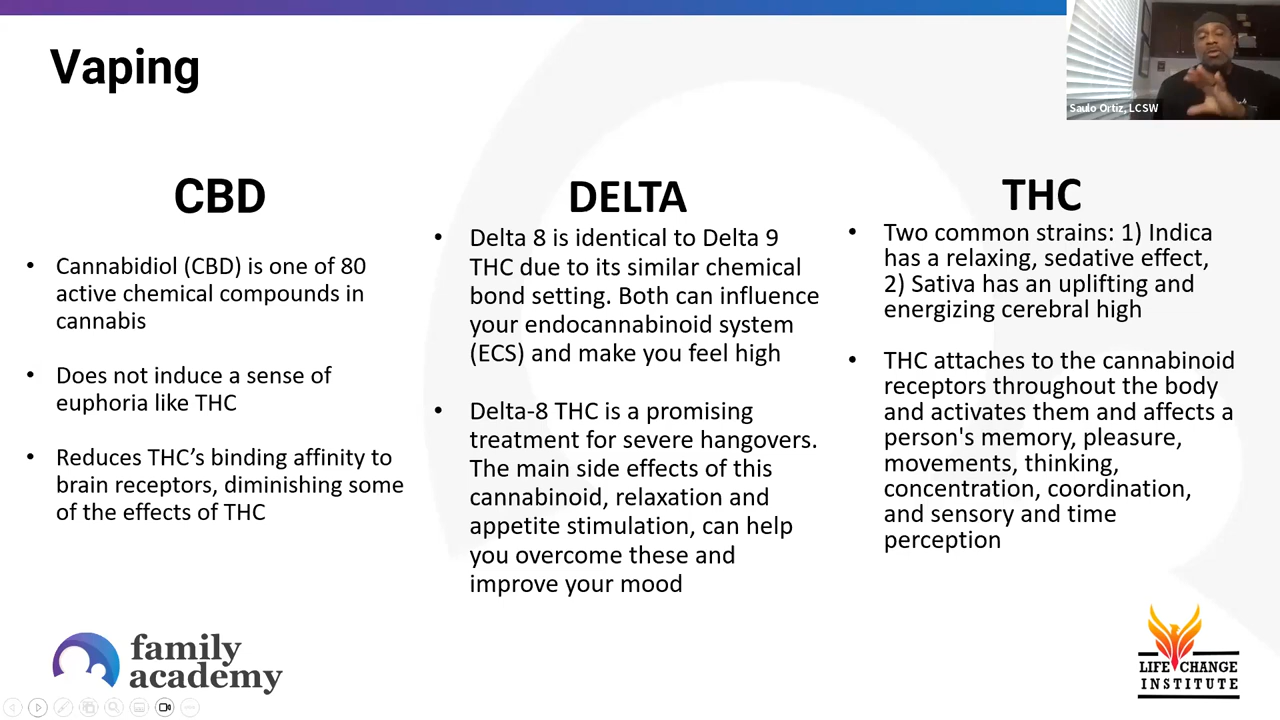 Vaping
Saulo Ortiz, LCSW
CBD
• Cannabidiol (CBD) is one of 80
active chemical compounds in
cannabis
• Does not induce a sense of
euphoria like THC
• Reduces THC’s binding affinity to
brain receptors, diminishing some
of the effects of THC
DELTA
• Delta 8 is identical to Delta 9
THC due to its similar chemical
bond setting. Both can influence
your endocannabinoid system
(ECS) and make you feel high
• Delta-8 THC is a promising
treatment for severe hangovers.
The main side effects of this
cannabinoid, relaxation and
appetite stimulation, can help
you overcome these and
improve your mood
THC
• Two common strains: 1) Indica
has a relaxing, sedative effect,
2) Sativa has an uplifting and
energizing cerebral high
• THC attaches to the cannabinoid
receptors throughout the body
and activates them and affects a
person's memory, pleasure,
movements, thinking,
concentration, coordination,
and sensory and time
perception
family
academy
LIFE CHANGE
INSTITUTE